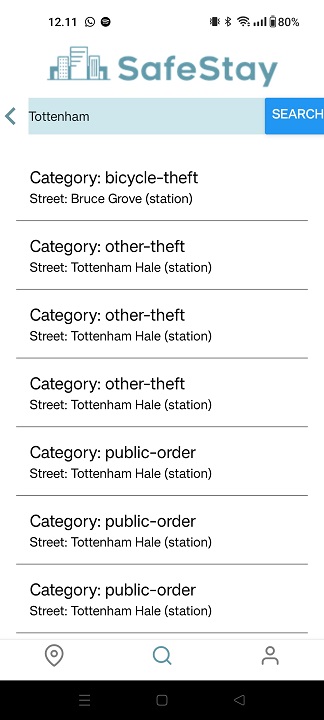 12.11 80%
SafeStay
Tottenham SEARCH
Category: bicycle-theft
Street: Bruce Grove (station)
Category: other-theft
Street: Tottenham Hale (station)
Category: other-theft
Street: Tottenham Hale (station)
Category: other-theft
Street: Tottenham Hale (station)
Category: public-order
Street: Tottenham Hale (station)
Category: public-order
Street: Tottenham Hale (station)
Category: public-order
Street: Tottenham Hale (station)